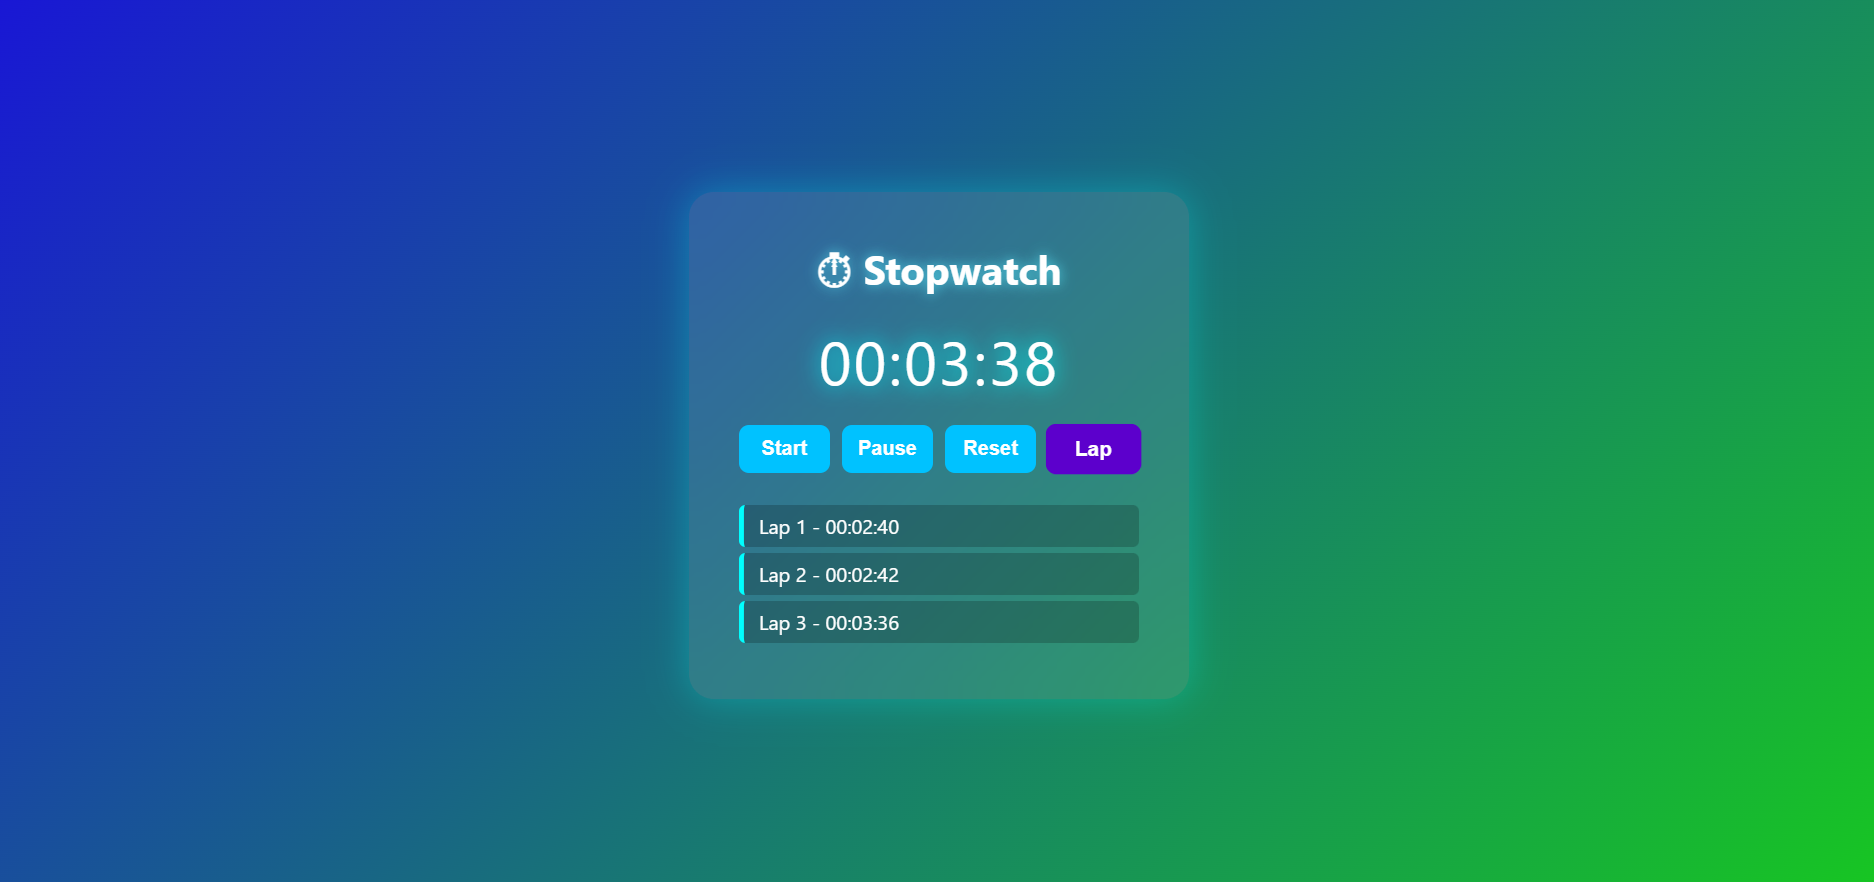 ⏱ Stopwatch
00:03:38
Start Pause Reset Lap
Lap 1 - 00:02:40
Lap 2 - 00:02:42
Lap 3 - 00:03:36